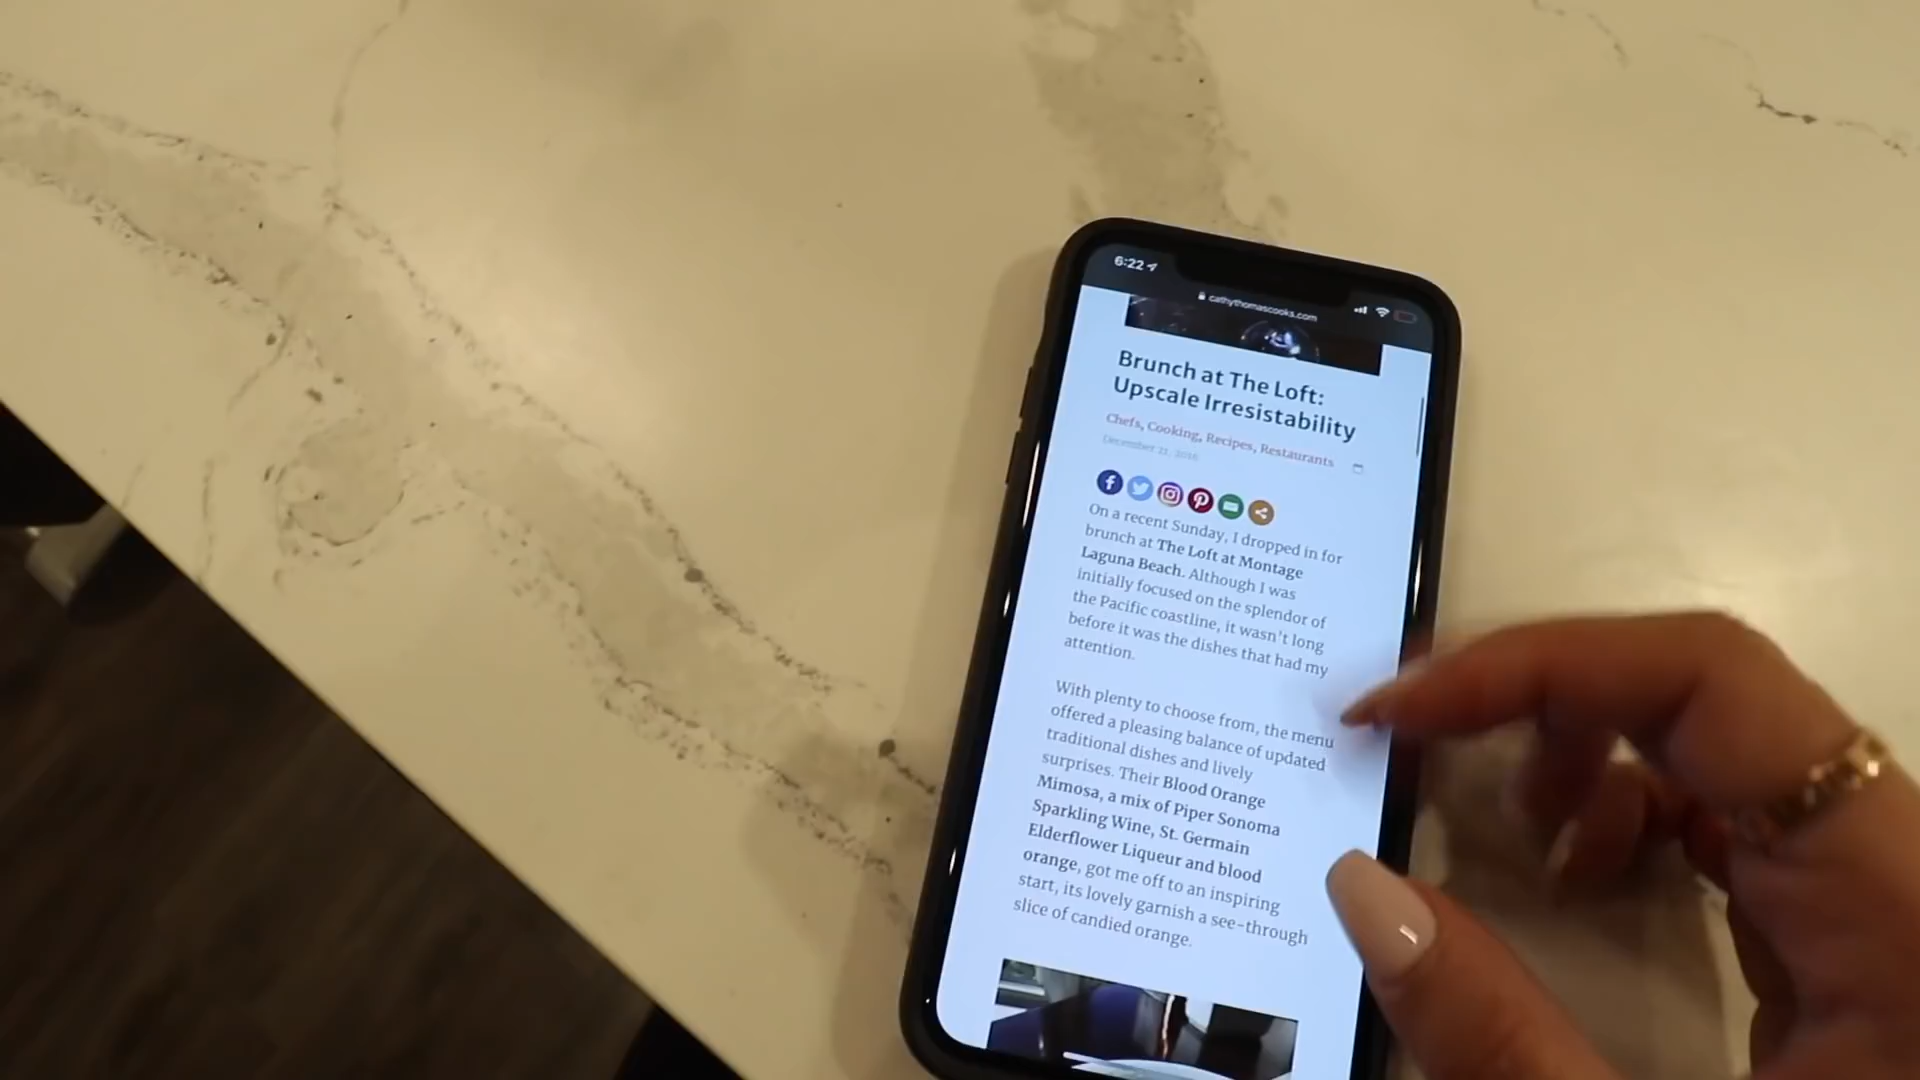 6:22
cathythomascooks.com
Brunch at The Loft:
Upscale Irresistability
Chefs, Cooking, Recipes, Restaurants
December 21, 2016
On a recent Sunday, I dropped in for
brunch at The Loft at Montage
Laguna Beach. Although I was
initially focused on the splendor of
the Pacific coastline, it wasn't long
before it was the dishes that had my
attention.
With plenty to choose from, the menu
offered a pleasing balance of updated
traditional dishes and lively
surprises. Their Blood Orange
Mimosa, a mix of Piper Sonoma
Sparkling Wine, St. Germain
Elderflower Liqueur and blood
orange, got me off to an inspiring
start, its lovely garnish a see-through
slice of candied orange.